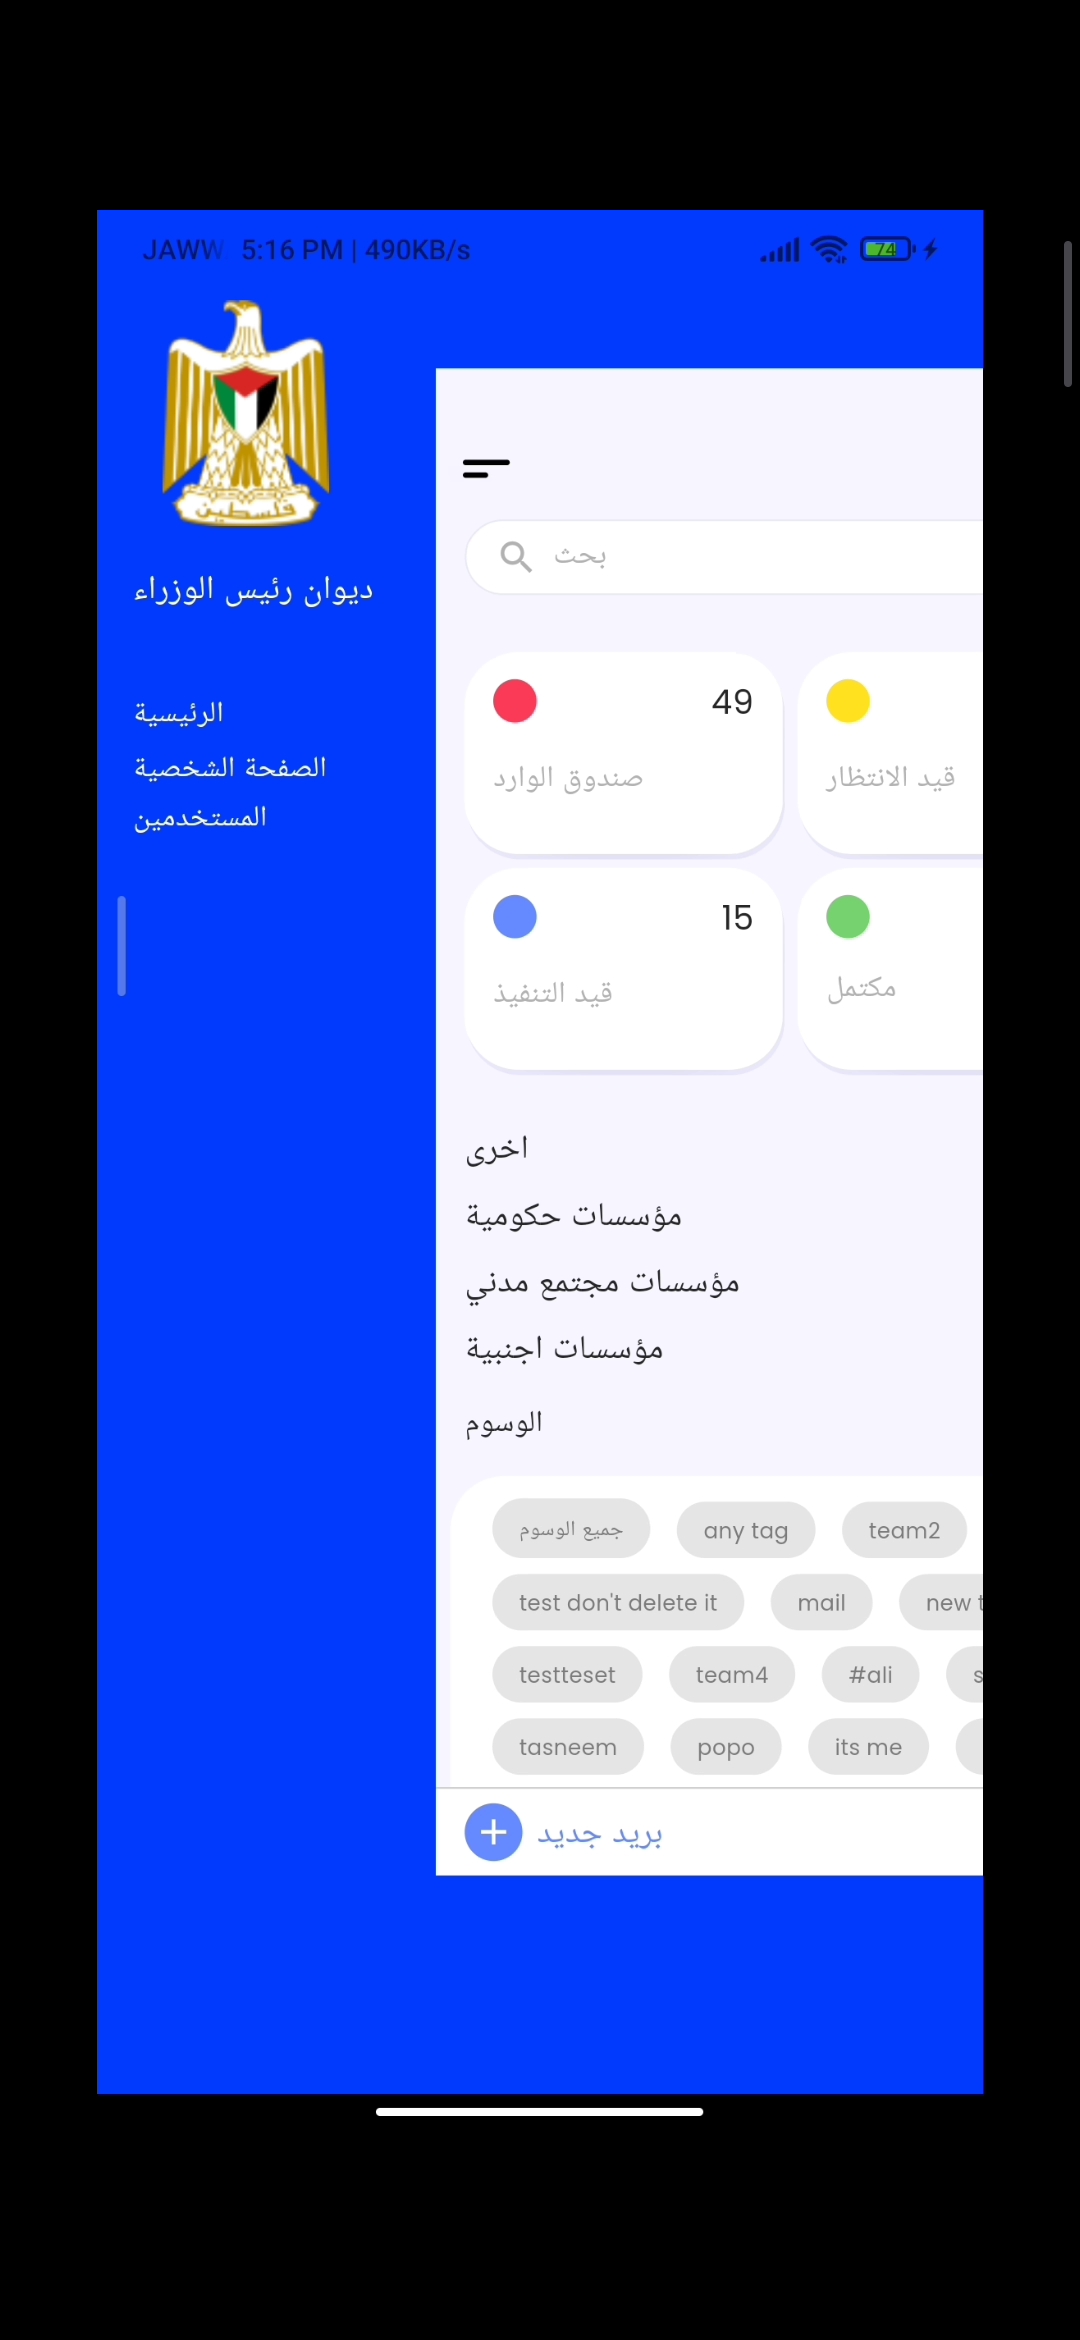 JAWW 5:16 PM | 490KB/s 74
فلسطين
ديوان رئيس الوزراء
الرئيسية
الصفحة الشخصية
المستخدمين
بحث
49
صندوق الوارد
قيد الانتظار
15
قيد التنفيذ
مكتمل
اخرى
مؤسسات حكومية
مؤسسات مجتمع مدني
مؤسسات اجنبية
الوسوم
جميع الوسوم any tag team2
test don't delete it mail new t
testteset team4 #ali s
tasneem popo its me
بريد جديد